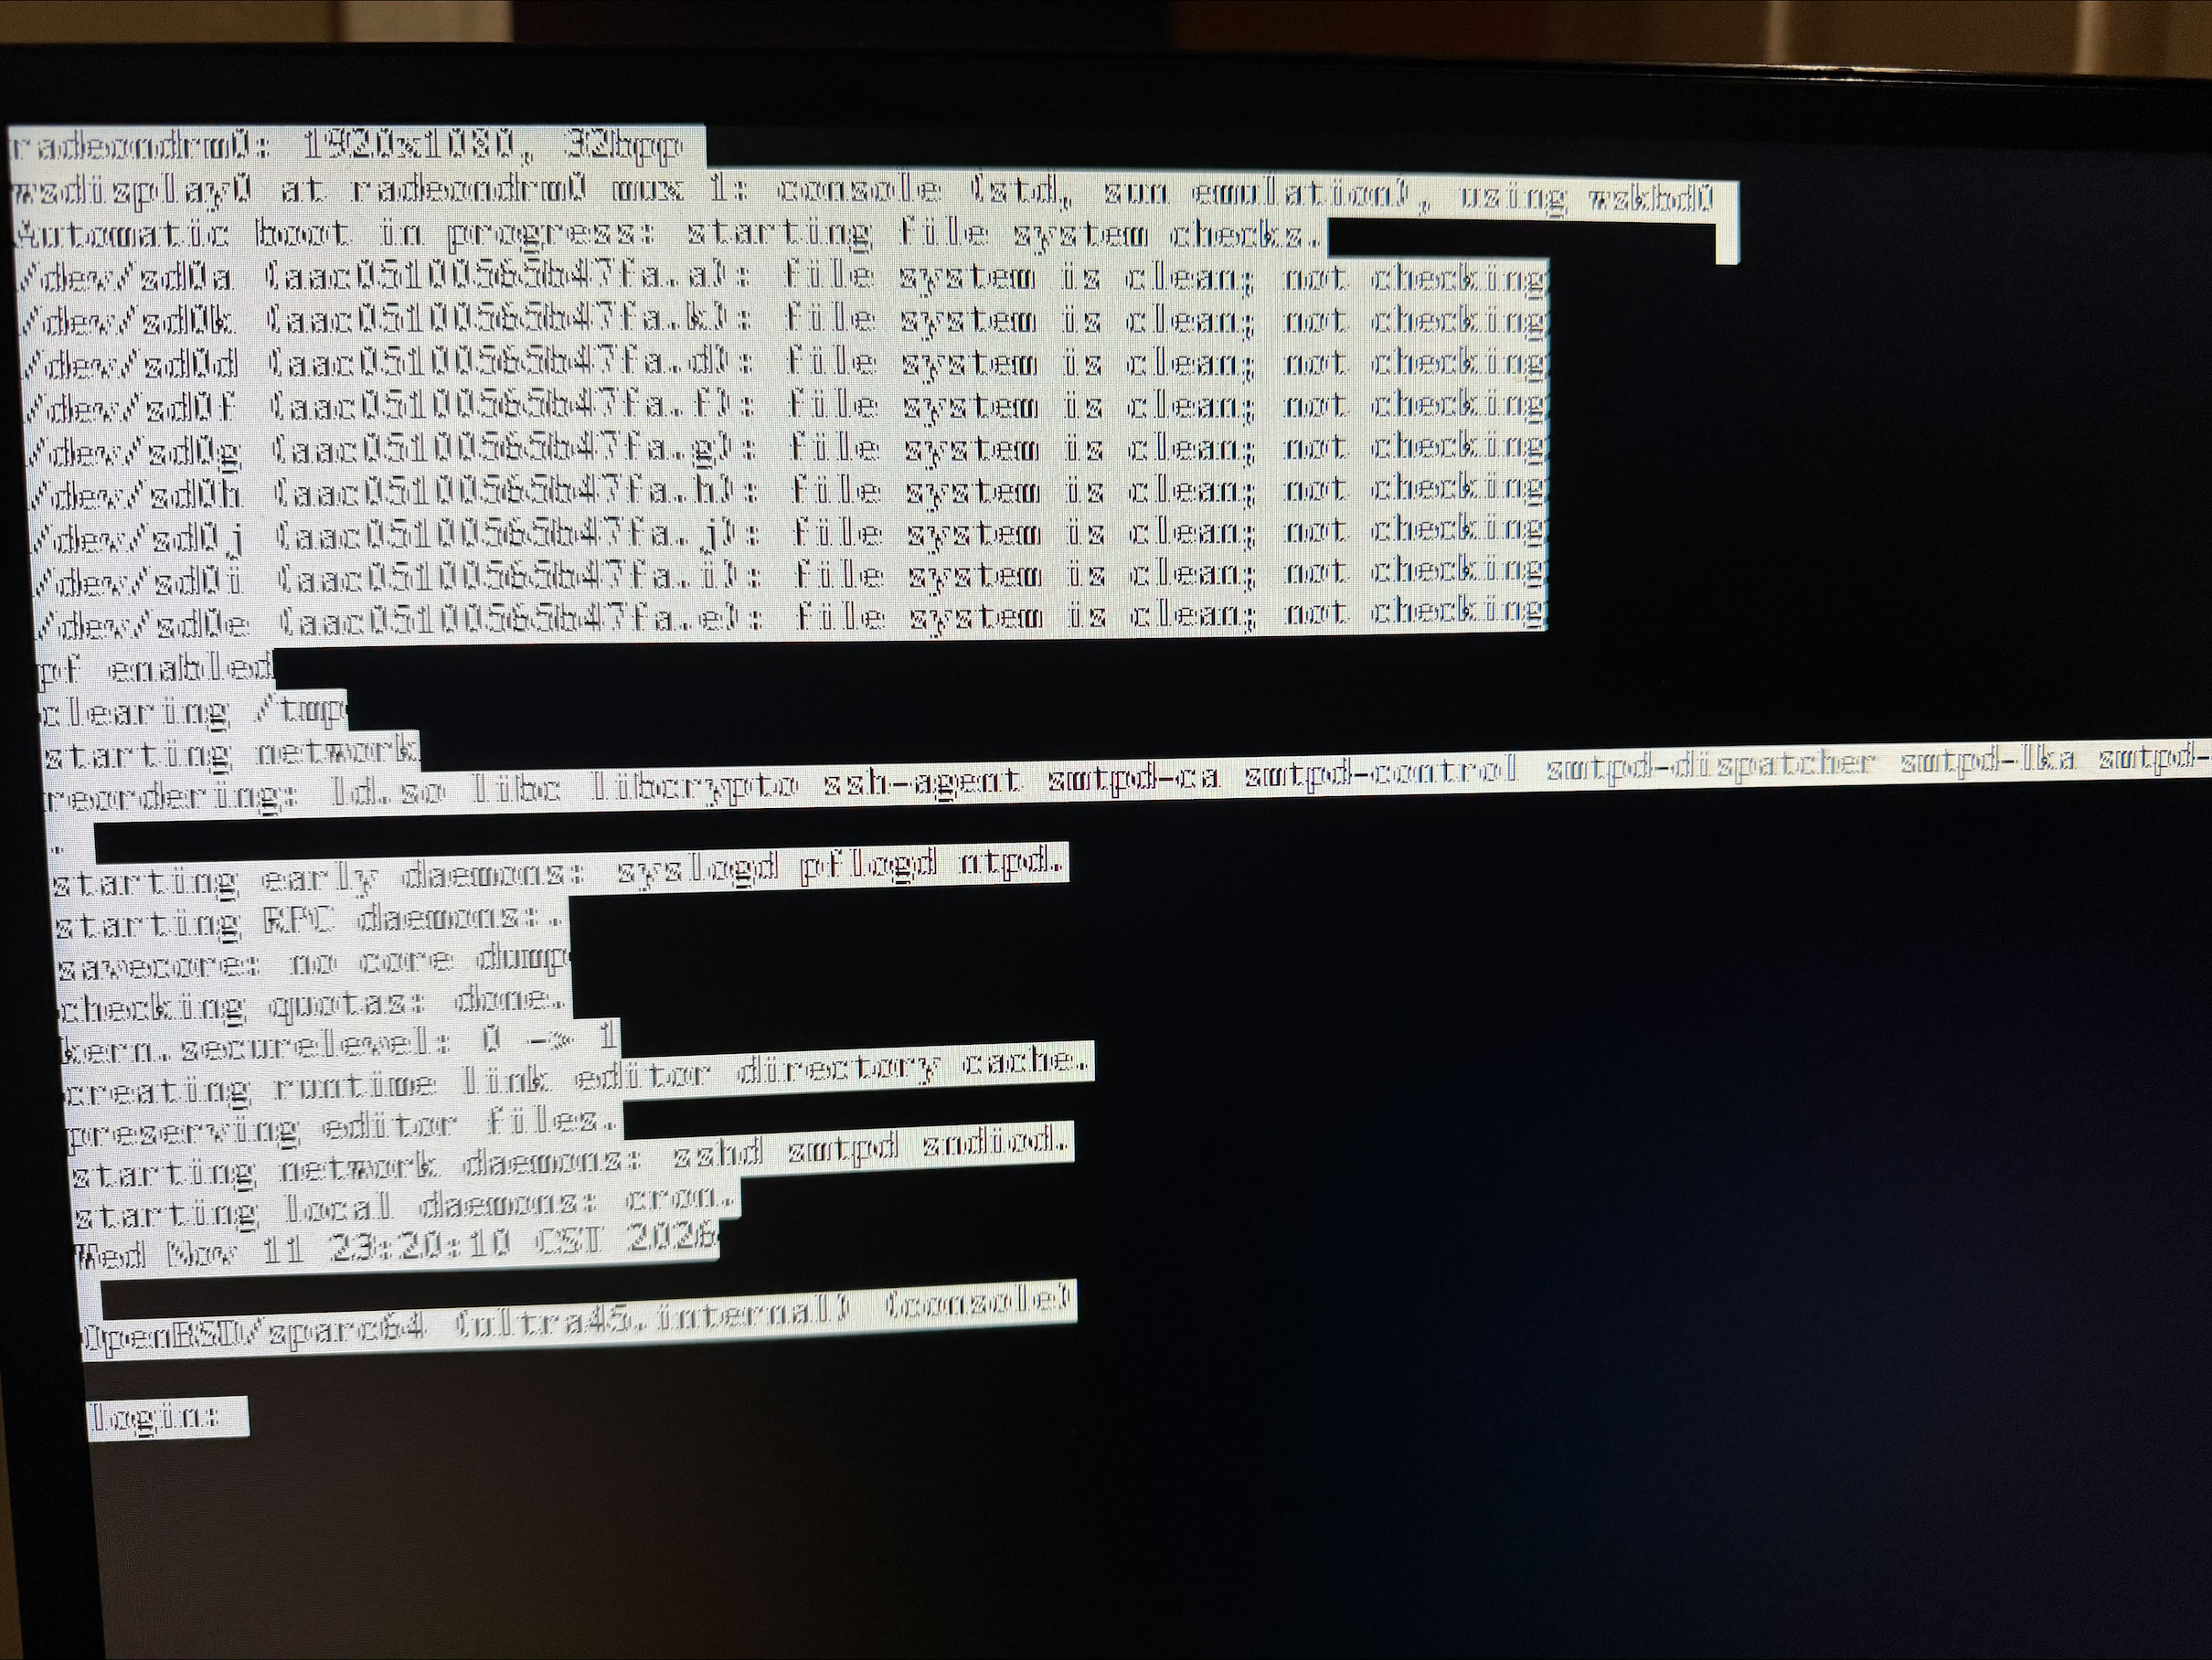 radeondrm0: 1920x1080, 32bpp
wsdisplay0 at radeondrm0 mux 1: console (std, sun emulation), using wskbd0
Automatic boot in progress: starting file system checks.
/dev/sd0a (aac05100565b47fa.a): file system is clean; not checking
/dev/sd0k (aac05100565b47fa.k): file system is clean; not checking
/dev/sd0d (aac05100565b47fa.d): file system is clean; not checking
/dev/sd0f (aac05100565b47fa.f): file system is clean; not checking
/dev/sd0g (aac05100565b47fa.g): file system is clean; not checking
/dev/sd0h (aac05100565b47fa.h): file system is clean; not checking
/dev/sd0j (aac05100565b47fa.j): file system is clean; not checking
/dev/sd0i (aac05100565b47fa.i): file system is clean; not checking
/dev/sd0e (aac05100565b47fa.e): file system is clean; not checking
pf enabled
clearing /tmp
starting network
reordering: ld.so libc libcrypto ssh-agent smtpd-ca smtpd-control smtpd-dispatcher smtpd-lka smtpd-
.
starting early daemons: syslogd pflogd ntpd.
starting RPC daemons:.
savecore: no core dump
checking quotas: done.
kern.securelevel: 0 -> 1
creating runtime link editor directory cache.
preserving editor files.
starting network daemons: sshd smtpd sndiod.
starting local daemons: cron.
Wed Nov 11 23:20:10 CST 2026
OpenBSD/sparc64 (ultra45.internal) (console)
login: